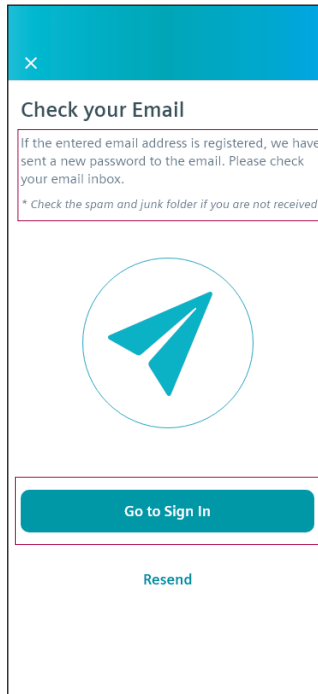 Check your Email
If the entered email address is registered, we have
sent a new password to the email. Please check
your email inbox.
* Check the spam and junk folder if you are not received
Go to Sign In
Resend